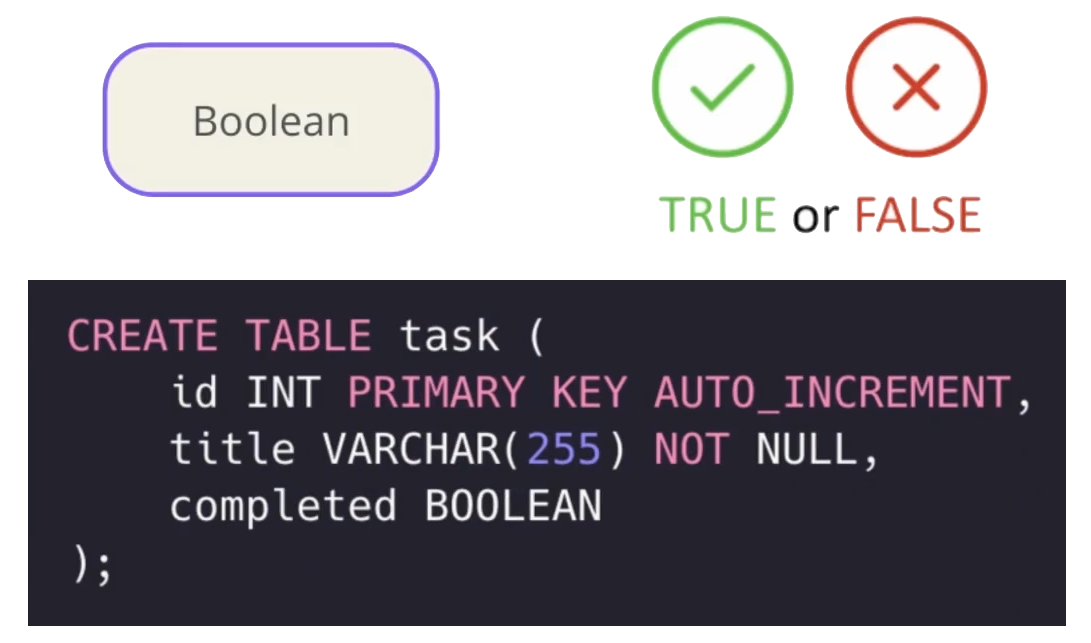 Boolean
TRUE or FALSE
CREATE TABLE task (
    id INT PRIMARY KEY AUTO_INCREMENT,
    title VARCHAR(255) NOT NULL,
    completed BOOLEAN
);